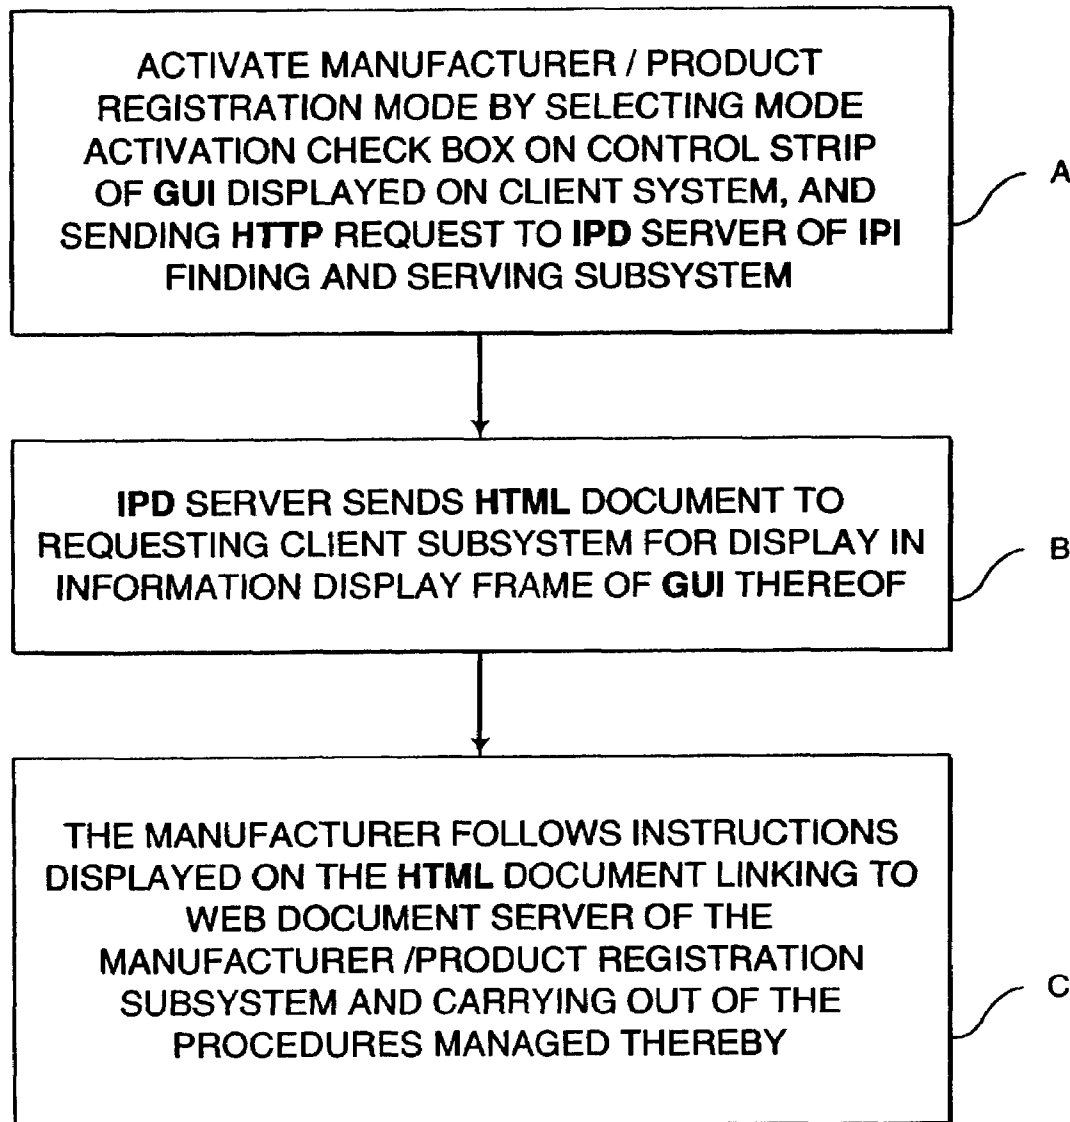 ACTIVATE MANUFACTURER / PRODUCT
REGISTRATION MODE BY SELECTING MODE
ACTIVATION CHECK BOX ON CONTROL STRIP
OF GUI DISPLAYED ON CLIENT SYSTEM, AND
SENDING HTTP REQUEST TO IPD SERVER OF IPI
FINDING AND SERVING SUBSYSTEM
A
IPD SERVER SENDS HTML DOCUMENT TO
REQUESTING CLIENT SUBSYSTEM FOR DISPLAY IN
INFORMATION DISPLAY FRAME OF GUI THEREOF
B
THE MANUFACTURER FOLLOWS INSTRUCTIONS
DISPLAYED ON THE HTML DOCUMENT LINKING TO
WEB DOCUMENT SERVER OF THE
MANUFACTURER /PRODUCT REGISTRATION
SUBSYSTEM AND CARRYING OUT OF THE
PROCEDURES MANAGED THEREBY
C